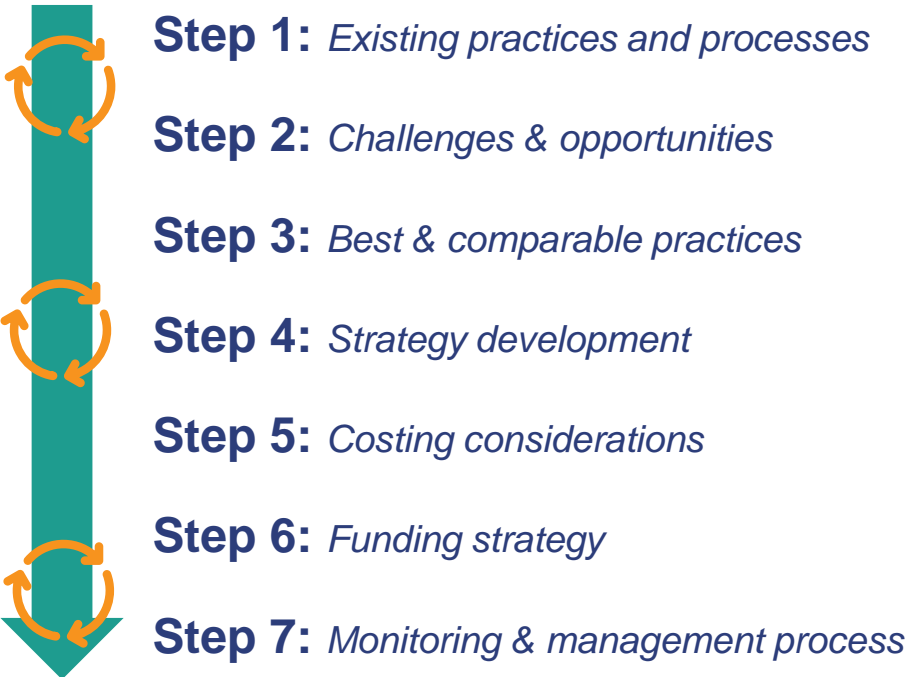 Step 1: Existing practices and processes
Step 2: Challenges & opportunities
Step 3: Best & comparable practices
Step 4: Strategy development
Step 5: Costing considerations
Step 6: Funding strategy
Step 7: Monitoring & management process